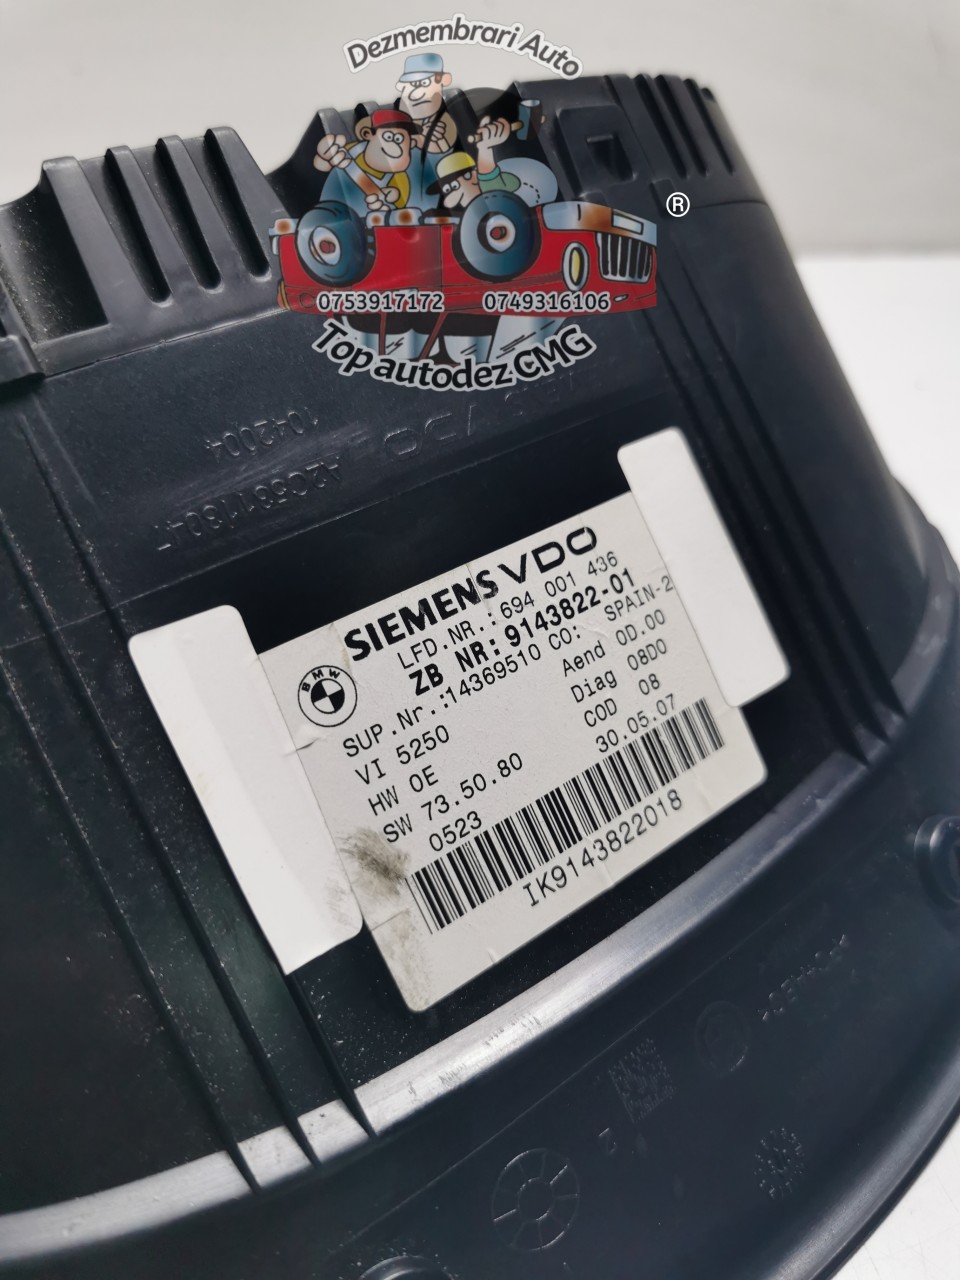 Dezmembrari Auto
®
0753917172 0749316106
Top autodez CMG
1042004
SIEMENS VDO
LFD.NR.: 694 001 436
ZB NR: 9143822-01
BMW
SUP.Nr.:14369510 CO: SPAIN-2
VI 5250 Aend 0D.00
HW 0E Diag 08D0
SW 73.50.80 COD 08
0523 30.05.07
IK9143822018
2